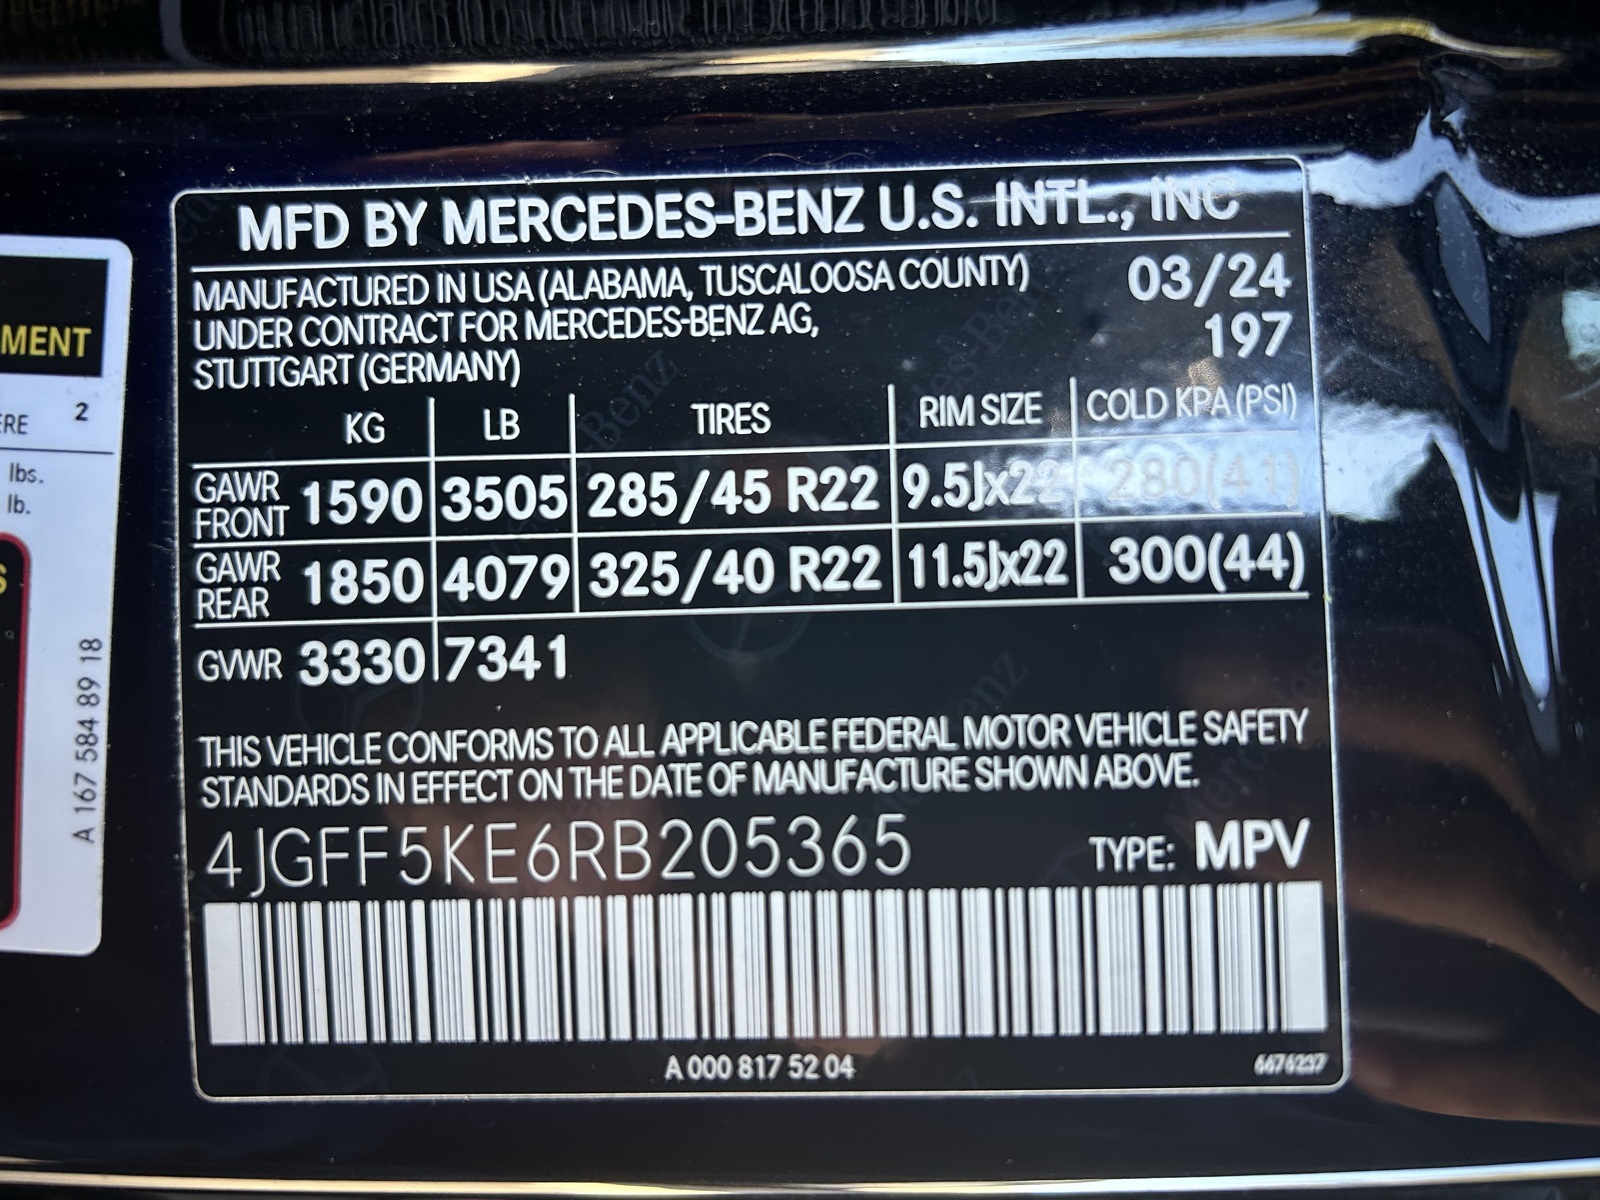 MFD BY MERCEDES-BENZ U.S. INTL., INC
MANUFACTURED IN USA (ALABAMA, TUSCALOOSA COUNTY) 03/24
UNDER CONTRACT FOR MERCEDES-BENZ AG, 197
STUTTGART (GERMANY)
KG LB TIRES RIM SIZE COLD KPA (PSI)
GAWR FRONT 1590 3505 285/45 R22 9.5Jx22 280(41)
GAWR REAR 1850 4079 325/40 R22 11.5Jx22 300(44)
GVWR 3330 7341
THIS VEHICLE CONFORMS TO ALL APPLICABLE FEDERAL MOTOR VEHICLE SAFETY
STANDARDS IN EFFECT ON THE DATE OF MANUFACTURE SHOWN ABOVE.
4JGFF5KE6RB205365 TYPE: MPV
A 000 817 52 04 6676237
MENT
ERE 2
lbs.
lb.
S
A 167 584 89 18